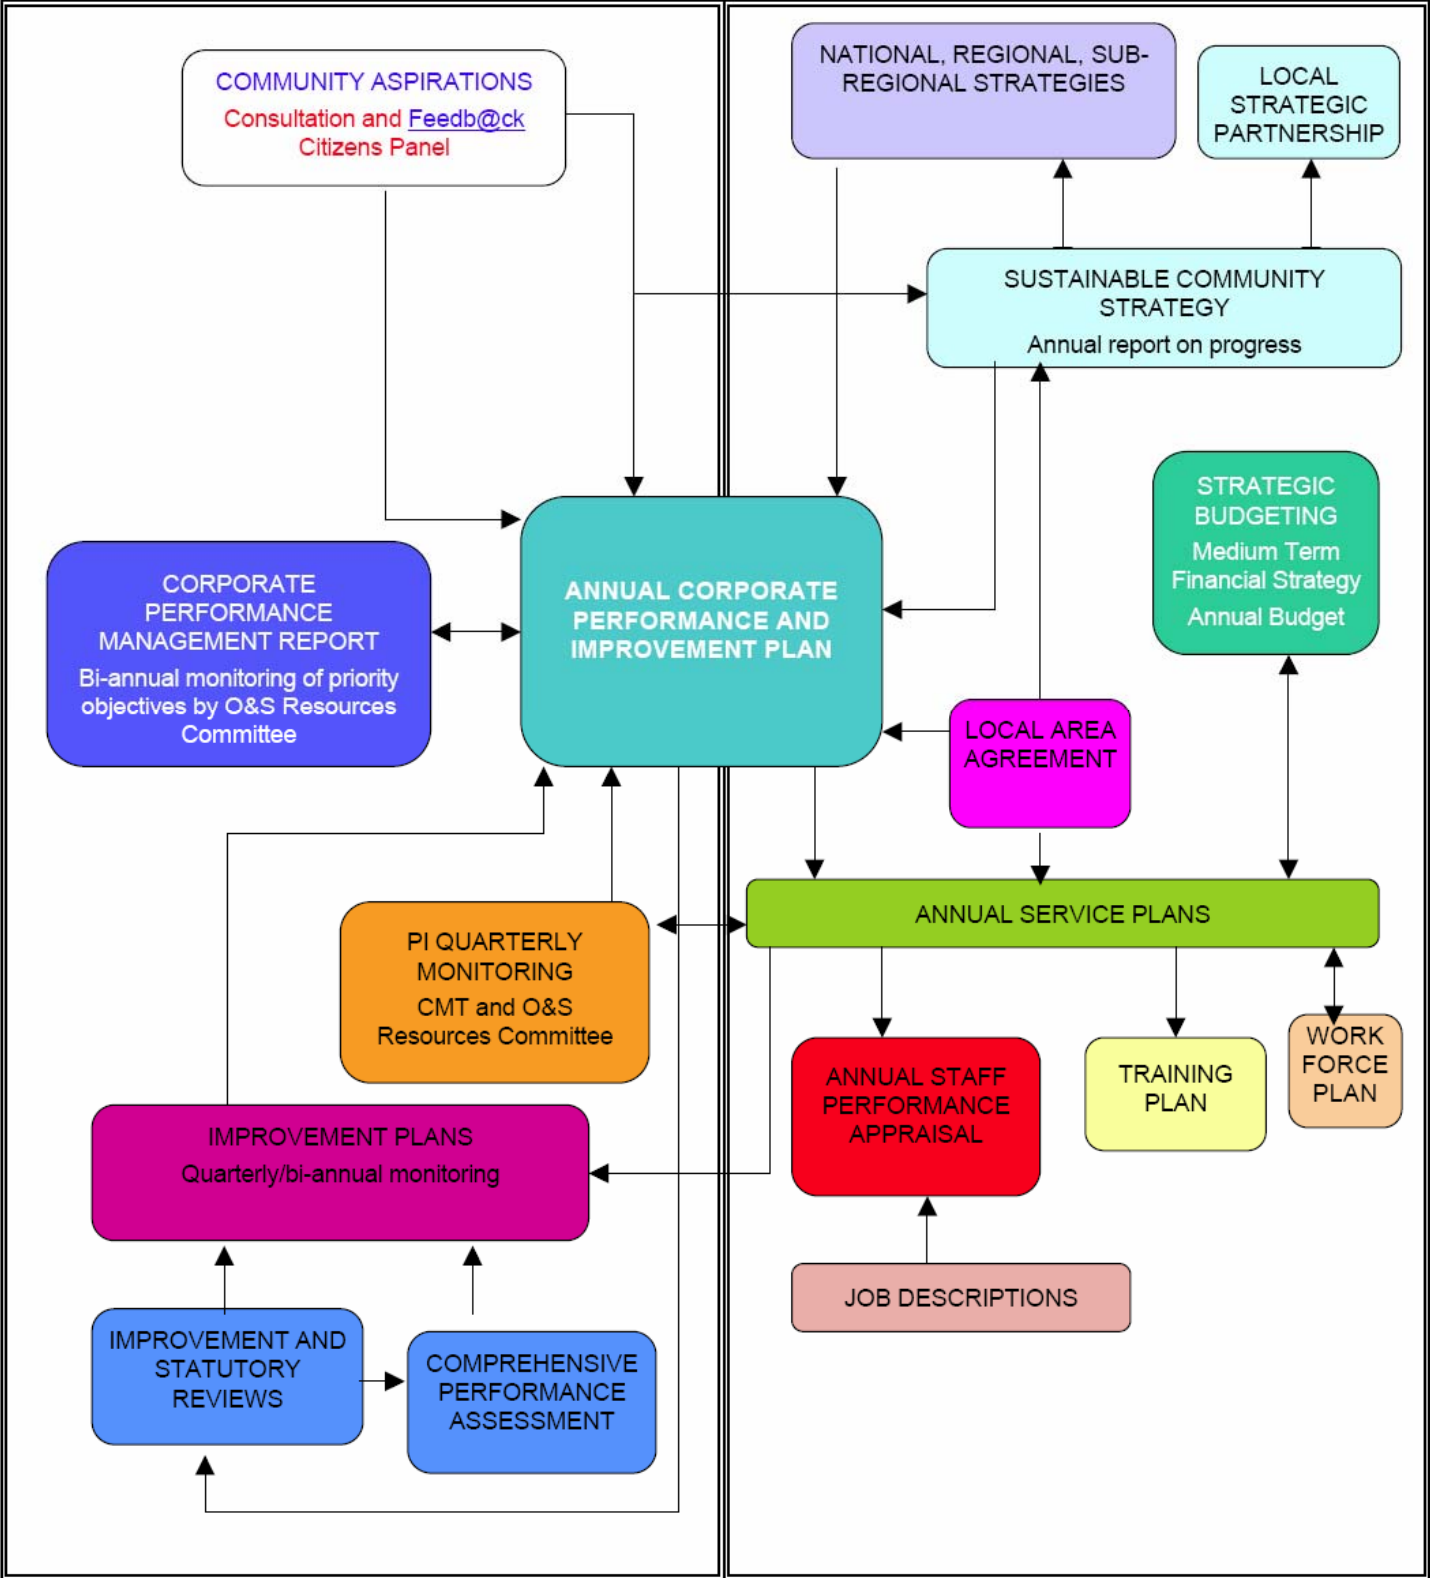 COMMUNITY ASPIRATIONS
Consultation and Feedb@ck
Citizens Panel
NATIONAL, REGIONAL, SUB-
REGIONAL STRATEGIES
LOCAL
STRATEGIC
PARTNERSHIP
SUSTAINABLE COMMUNITY
STRATEGY
Annual report on progress
STRATEGIC
BUDGETING
Medium Term
Financial Strategy
Annual Budget
CORPORATE
PERFORMANCE
MANAGEMENT REPORT
Bi-annual monitoring of priority
objectives by O&S Resources
Committee
ANNUAL CORPORATE
PERFORMANCE AND
IMPROVEMENT PLAN
LOCAL AREA
AGREEMENT
ANNUAL SERVICE PLANS
PI QUARTERLY
MONITORING
CMT and O&S
Resources Committee
ANNUAL STAFF
PERFORMANCE
APPRAISAL
TRAINING
PLAN
WORK
FORCE
PLAN
IMPROVEMENT PLANS
Quarterly/bi-annual monitoring
JOB DESCRIPTIONS
IMPROVEMENT AND
STATUTORY
REVIEWS
COMPREHENSIVE
PERFORMANCE
ASSESSMENT